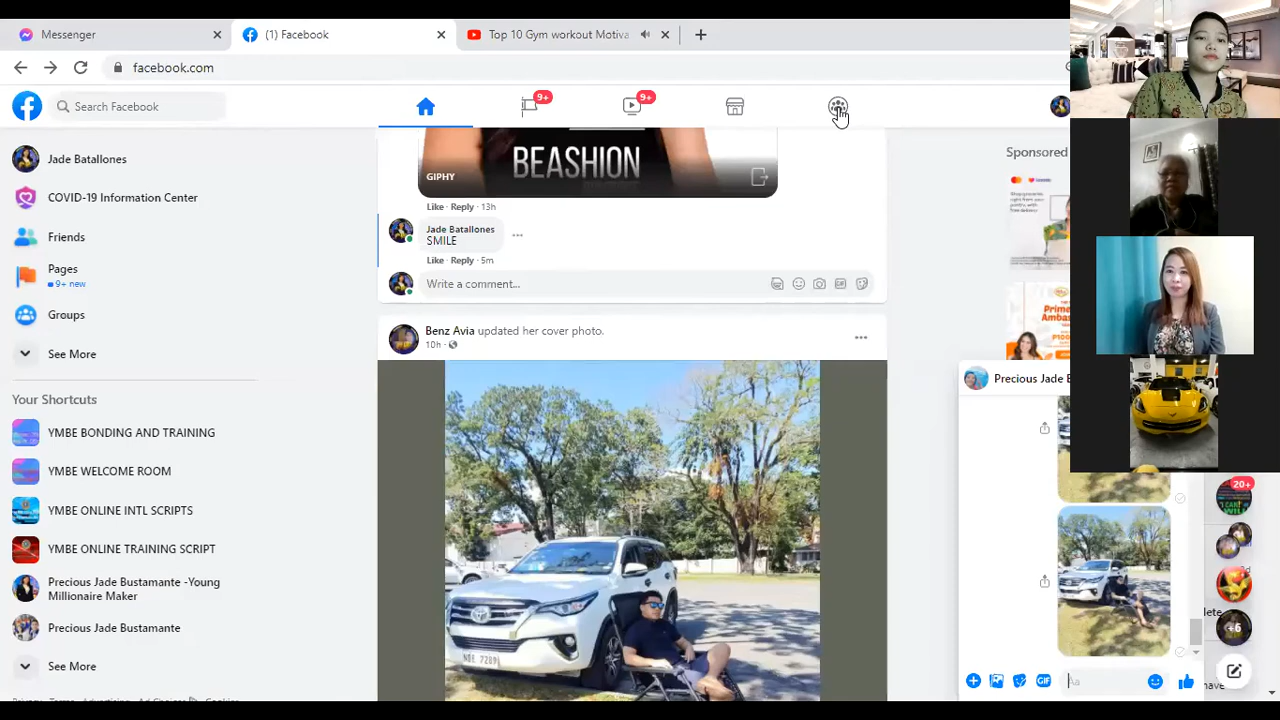 Messenger
(1) Facebook
Top 10 Gym workout Motiva
facebook.com
Search Facebook
9+
9+
Jade Batallones
COVID-19 Information Center
Friends
Pages
9+ new
Groups
See More
Your Shortcuts
YMBE BONDING AND TRAINING
YMBE WELCOME ROOM
YMBE ONLINE INTL SCRIPTS
YMBE ONLINE TRAINING SCRIPT
Precious Jade Bustamante -Young
Millionaire Maker
Precious Jade Bustamante
See More
BEASHION
GIPHY
Like · Reply · 13h
Jade Batallones
SMILE
Like · Reply · 5m
Write a comment...
GIF
Benz Avia updated her cover photo.
10h ·
Sponsored
Precious Jade B
GIF
Aa
20+
+6